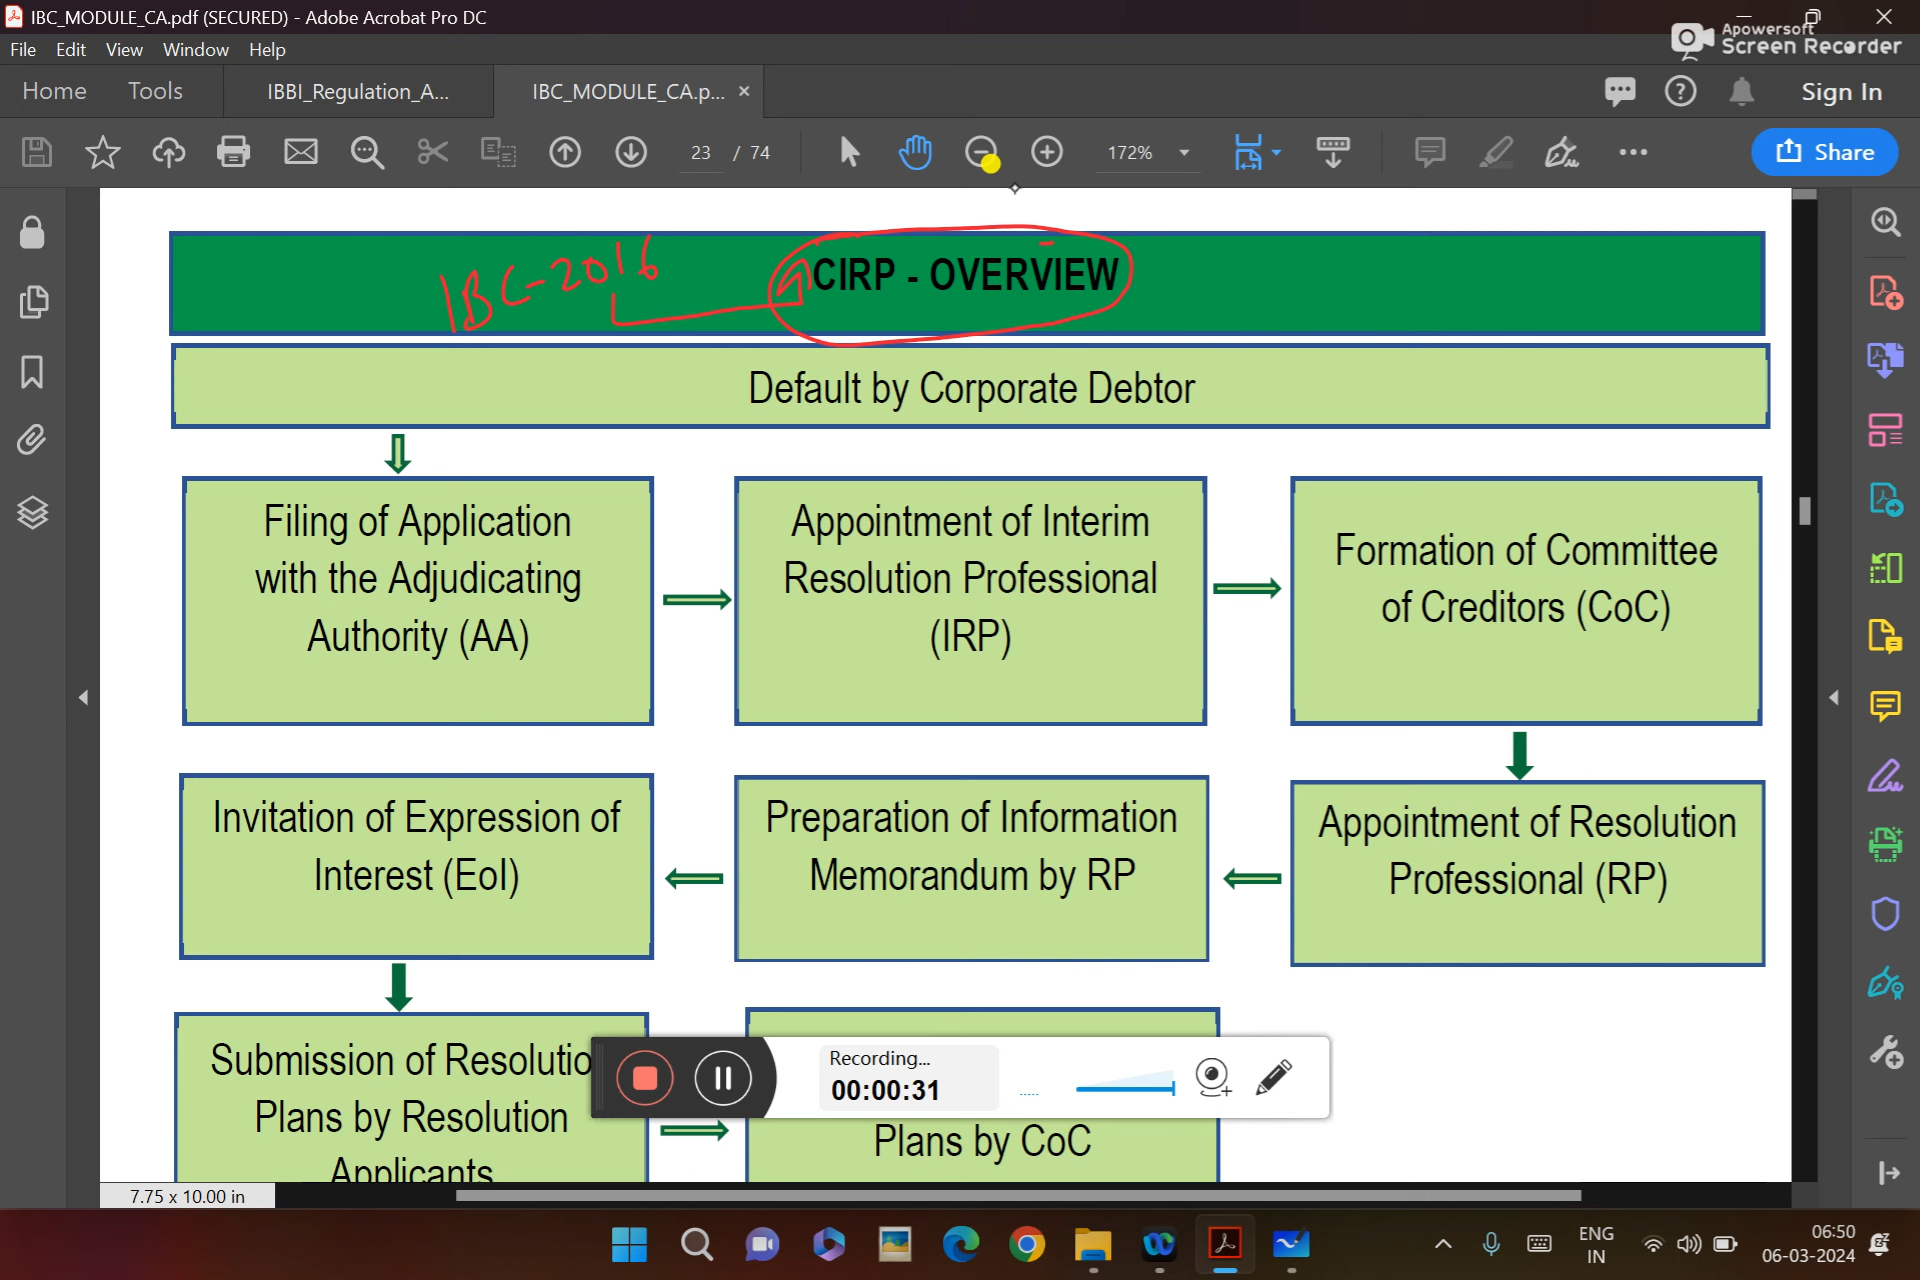 IBC_MODULE_CA.pdf (SECURED) - Adobe Acrobat Pro DC
Apowersoft
Screen Recorder
File Edit View Window Help
Home Tools IBBI_Regulation_A... IBC_MODULE_CA.p... × Sign In
23 / 74 172% Share
IBC-2016
CIRP - OVERVIEW
Default by Corporate Debtor
Filing of Application
with the Adjudicating
Authority (AA)
Appointment of Interim
Resolution Professional
(IRP)
Formation of Committee
of Creditors (CoC)
Invitation of Expression of
Interest (EoI)
Preparation of Information
Memorandum by RP
Appointment of Resolution
Professional (RP)
Submission of Resolutio
Plans by Resolution
Applicants
Recording...
00:00:31
Plans by CoC
7.75 x 10.00 in
ENG
IN
06:50
06-03-2024